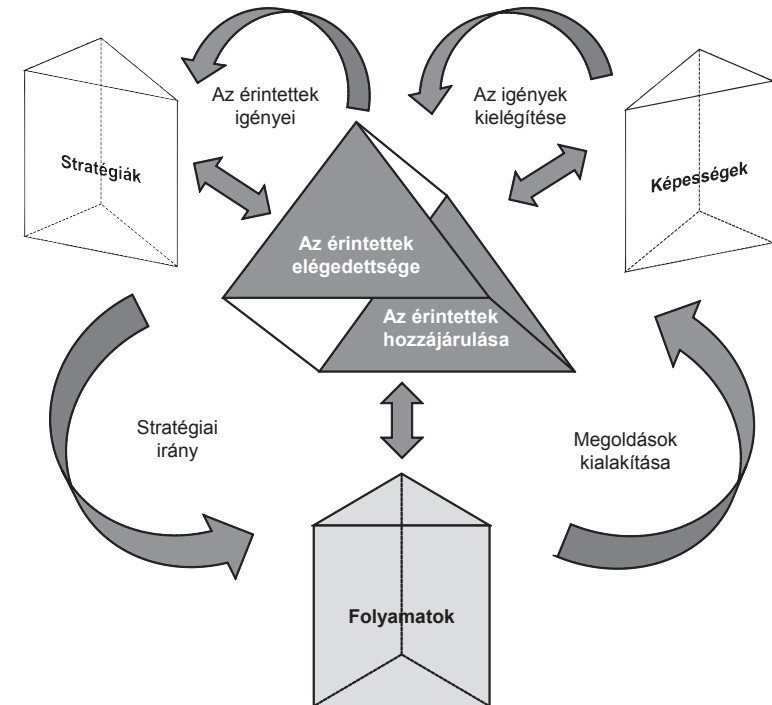 Az érintettek
igényei
Az igények
kielégítése
Stratégiák
Képességek
Az érintettek
elégedettsége
Az érintettek
hozzájárulása
Stratégiai
irány
Megoldások
kialakítása
Folyamatok